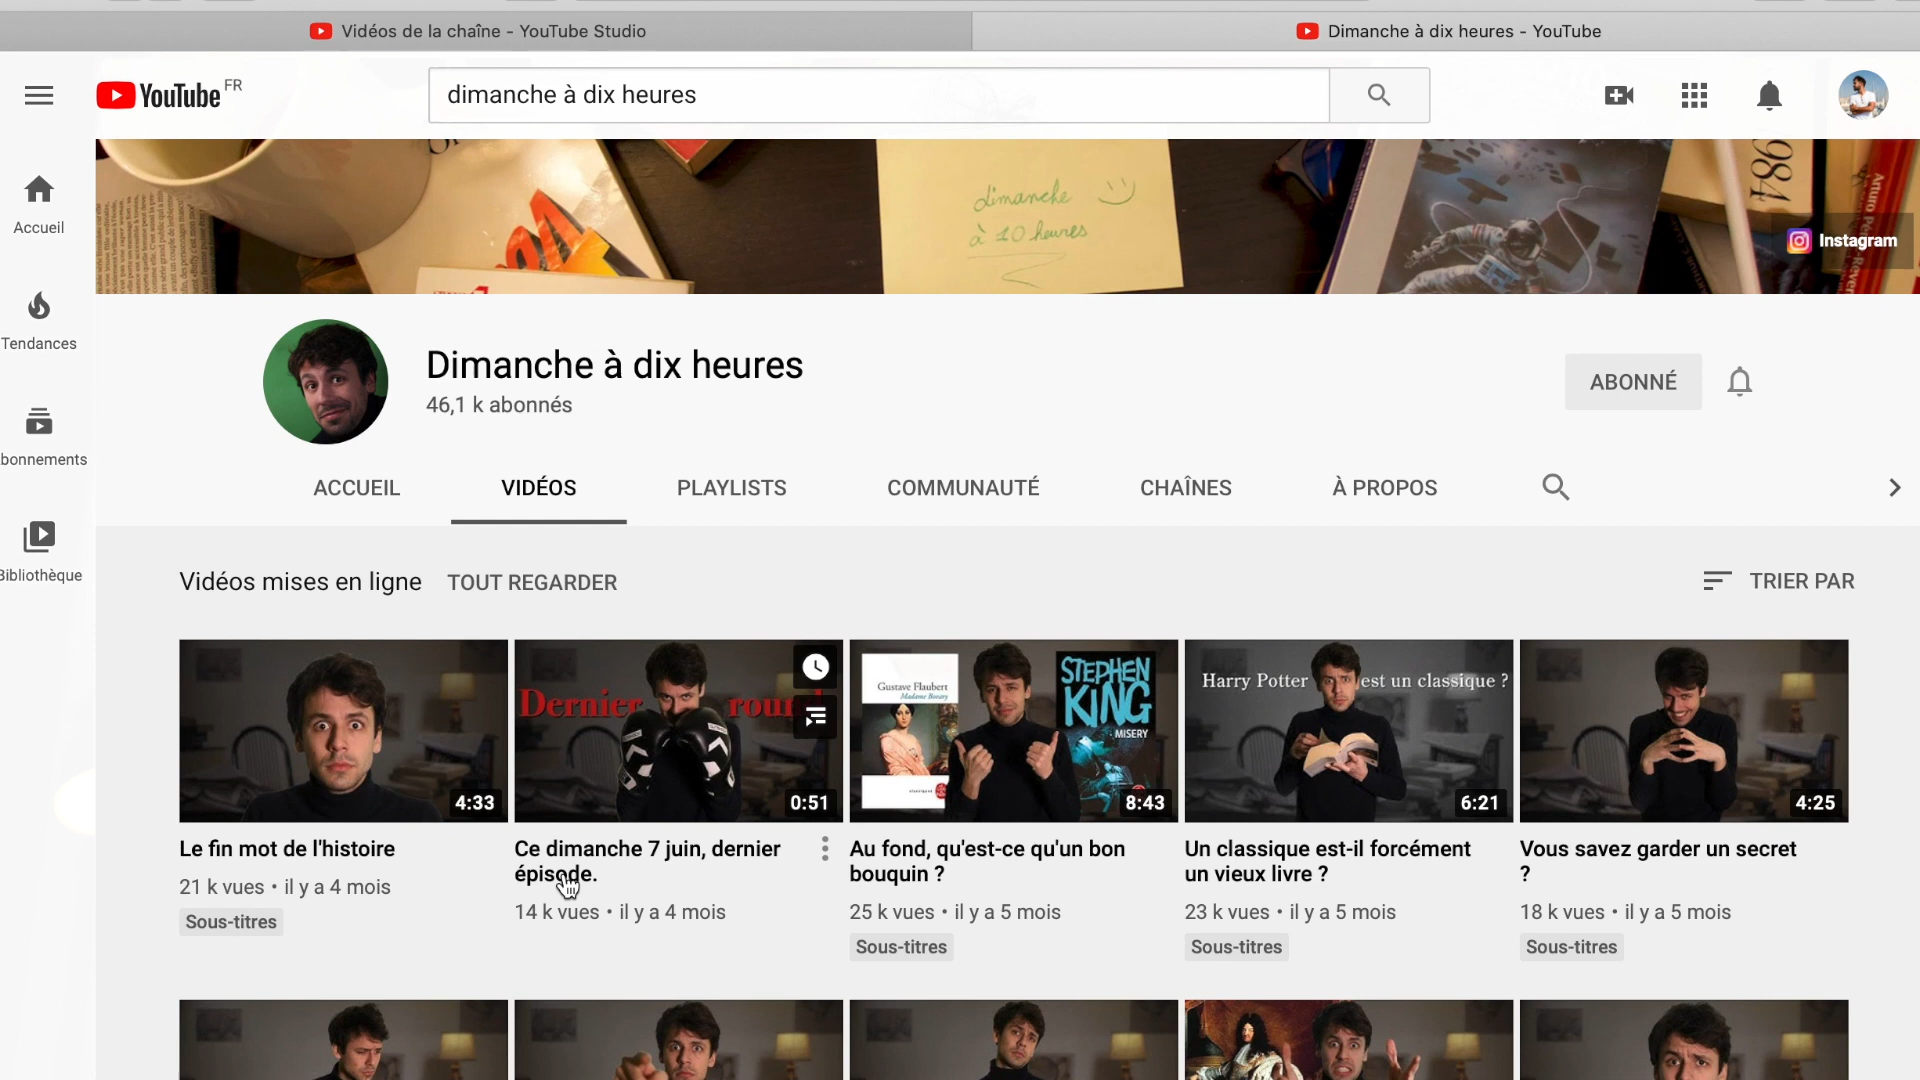 Vidéos de la chaîne - YouTube Studio
Dimanche à dix heures - YouTube
YouTube FR
dimanche à dix heures
dimanche
à 10 heures
1984
Instagram
Accueil
Tendances
bonnements
Bibliothèque
Dimanche à dix heures
46,1 k abonnés
ABONNÉ
ACCUEIL
VIDÉOS
PLAYLISTS
COMMUNAUTÉ
CHAÎNES
À PROPOS
Vidéos mises en ligne
TOUT REGARDER
TRIER PAR
4:33
Dernier
0:51
Gustave Flaubert
Madame Bovary
STEPHEN
KING
MISERY
8:43
Harry Potter est un classique ?
6:21
4:25
Le fin mot de l'histoire
21 k vues • il y a 4 mois
Sous-titres
Ce dimanche 7 juin, dernier
épisode.
14 k vues • il y a 4 mois
Au fond, qu'est-ce qu'un bon
bouquin ?
25 k vues • il y a 5 mois
Sous-titres
Un classique est-il forcément
un vieux livre ?
23 k vues • il y a 5 mois
Sous-titres
Vous savez garder un secret
?
18 k vues • il y a 5 mois
Sous-titres